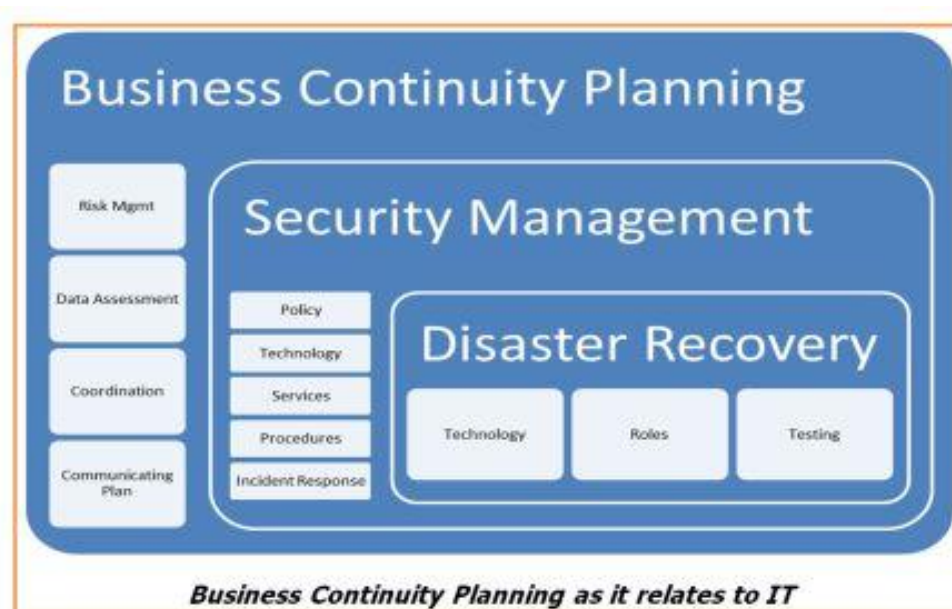 Business Continuity Planning
Risk Mgmt
Data Assessment
Coordination
Communicating
Plan
Security Management
Policy
Technology
Services
Procedures
Incident Response
Disaster Recovery
Technology
Roles
Testing
Business Continuity Planning as it relates to IT